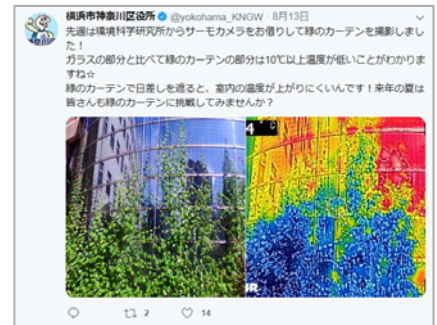 横浜市神奈川区役所 @yokohama_KNGW · 8月13日
先週は環境科学研究所からサーモカメラをお借りして緑のカーテンを撮影しまし
た！
ガラスの部分と比べて緑のカーテンの部分は10℃以上温度が低いことがわかりま
すね☆
緑のカーテンで日差しを遮ると、室内の温度が上がりにくいんです！来年の夏は
皆さんも緑のカーテンに挑戦してみませんか？
4
2
14